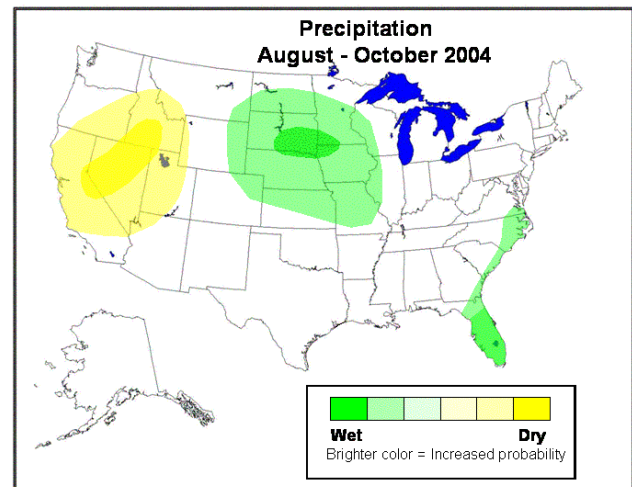 Precipitation
August - October 2004
Wet Dry
Brighter color = Increased probability